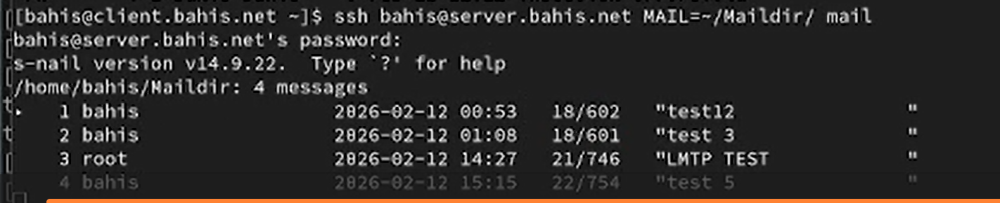 [bahis@client.bahis.net ~]$ ssh bahis@server.bahis.net MAIL=~/Maildir/ mail
bahis@server.bahis.net's password:
s-nail version v14.9.22.  Type `?' for help
/home/bahis/Maildir: 4 messages
▸   1 bahis                 2026-02-12 00:53   18/602   "test12               "
    2 bahis                 2026-02-12 01:08   18/601   "test 3               "
    3 root                  2026-02-12 14:27   21/746   "LMTP TEST            "
    4 bahis                 2026-02-12 15:15   22/754   "test 5               "